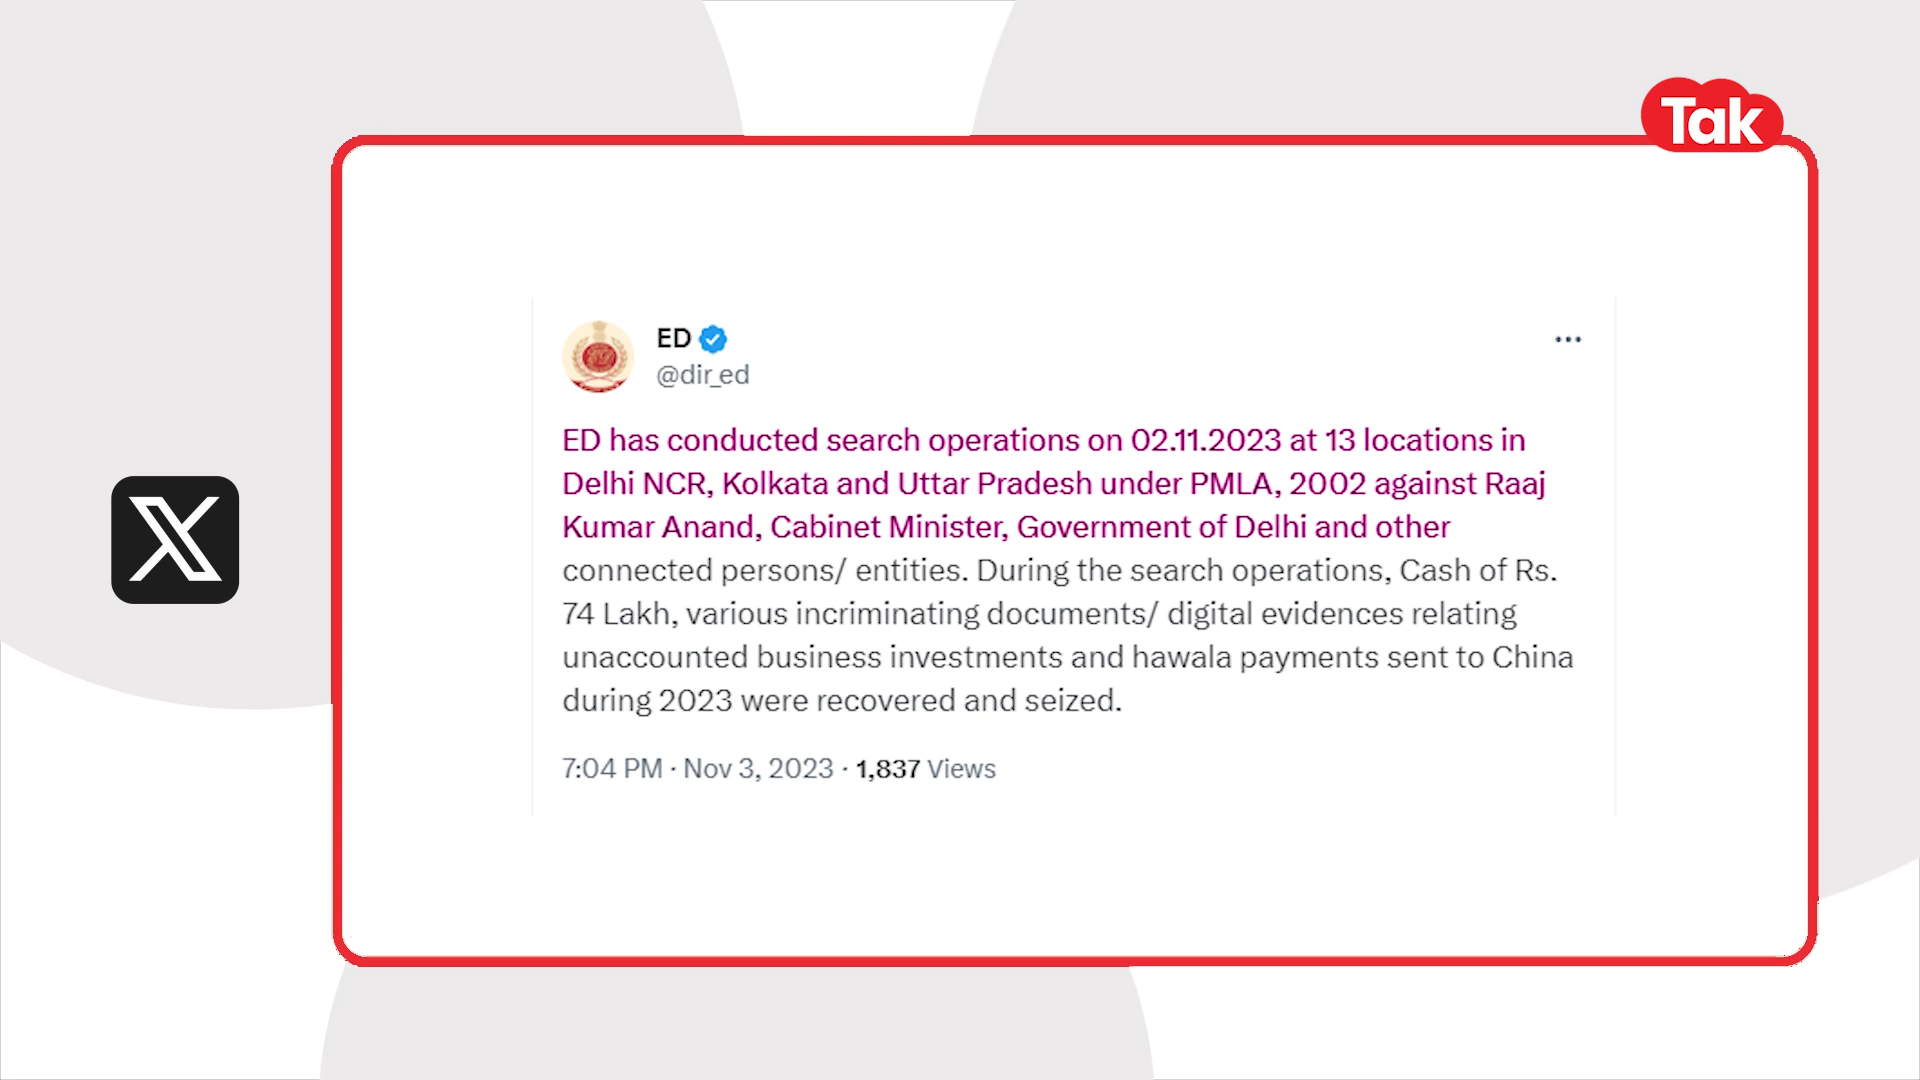 Tak
ED
@dir_ed
ED has conducted search operations on 02.11.2023 at 13 locations in
Delhi NCR, Kolkata and Uttar Pradesh under PMLA, 2002 against Raaj
Kumar Anand, Cabinet Minister, Government of Delhi and other
connected persons/ entities. During the search operations, Cash of Rs.
74 Lakh, various incriminating documents/ digital evidences relating
unaccounted business investments and hawala payments sent to China
during 2023 were recovered and seized.
7:04 PM · Nov 3, 2023 · 1,837 Views